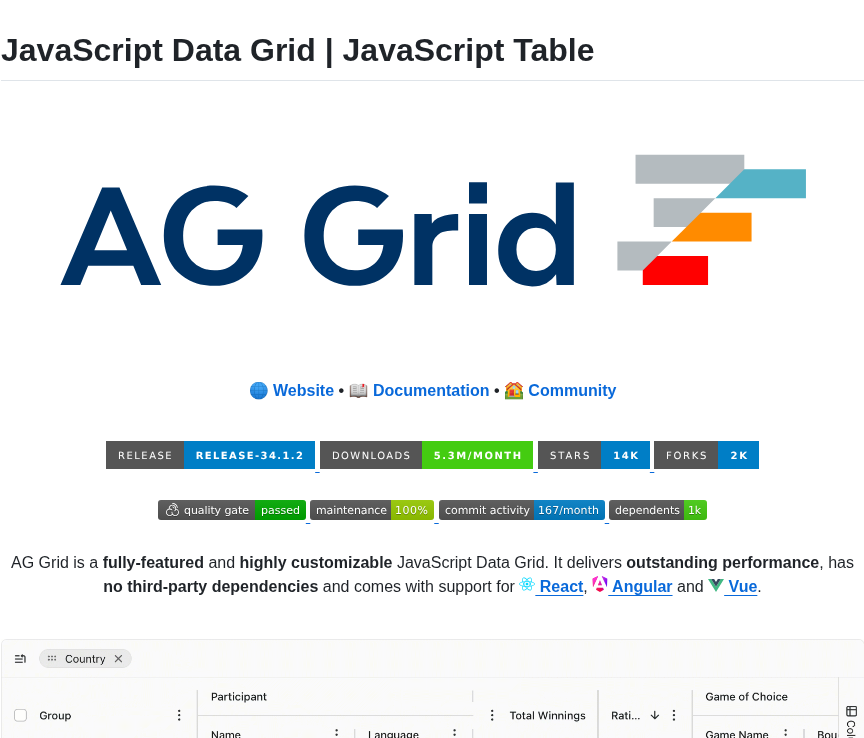 JavaScript Data Grid | JavaScript Table
AG Grid
🌐 Website • 📖 Documentation • 🏘️ Community
RELEASE RELEASE-34.1.2 DOWNLOADS 5.3M/MONTH STARS 14K FORKS 2K
quality gate passed maintenance 100% commit activity 167/month dependents 1k
AG Grid is a fully-featured and highly customizable JavaScript Data Grid. It delivers outstanding performance, has
no third-party dependencies and comes with support for React, Angular and Vue.
Country
Participant Game of Choice
Group Total Winnings Rati...
Name Language Game Name Bou
Col